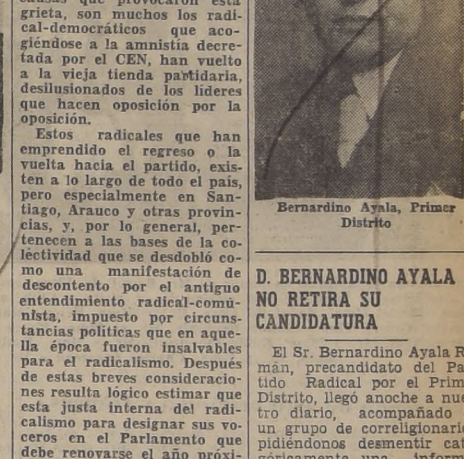 causas que provocaron esta
grieta, son muchos los radi-
cal-democráticos que aco-
giéndose a la amnistía decre-
tada por el CEN, han vuelto
a la vieja tienda partidaria,
desilusionados de los líderes
que hacen oposición por la
oposición.
Estos radicales que han
emprendido el regreso o la
vuelta hacia el partido, exis-
ten a lo largo de todo el país,
pero especialmente en San-
tiago, Arauco y otras provin-
cias, y, por lo general, per-
tenecen a las bases de la co-
lectividad que se desdobló co-
mo una manifestación de
descontento por el antiguo
entendimiento radical-comu-
nista, impuesto por circuns-
tancias políticas que en aque-
lla época fueron insalvables
para el radicalismo. Después
de estas breves consideracio-
nes resulta lógico estimar que
esta justa interna del radi-
calismo para designar sus vo-
ceros en el Parlamento que
debe renovarse el año próxi-
Bernardino Ayala, Primer
Distrito
D. BERNARDINO AYALA
NO RETIRA SU
CANDIDATURA
El Sr. Bernardino Ayala R
mán, precandidato del Pa
tido Radical por el Prim
Distrito, llegó anoche a nue
tro diario, acompañado
un grupo de correligionario
pidiéndonos desmentir cat
góricamente una inform